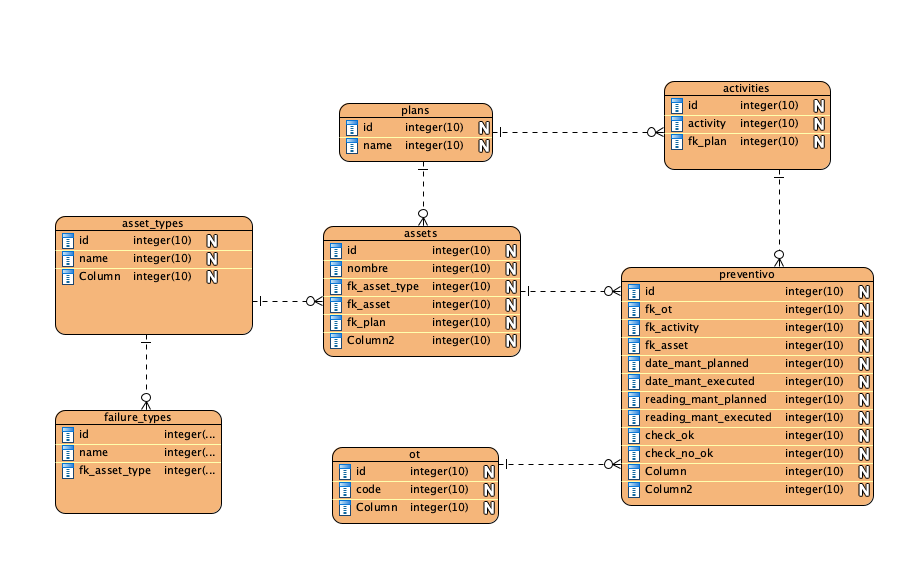 plans
id integer(10) N
name integer(10) N
activities
id integer(10) N
activity integer(10) N
fk_plan integer(10) N
asset_types
id integer(10) N
name integer(10) N
Column integer(10) N
assets
id integer(10) N
nombre integer(10) N
fk_asset_type integer(10) N
fk_asset integer(10) N
fk_plan integer(10) N
Column2 integer(10) N
preventivo
id integer(10) N
fk_ot integer(10) N
fk_activity integer(10) N
fk_asset integer(10) N
date_mant_planned integer(10) N
date_mant_executed integer(10) N
reading_mant_planned integer(10) N
reading_mant_executed integer(10) N
check_ok integer(10) N
check_no_ok integer(10) N
Column integer(10) N
Column2 integer(10) N
failure_types
id integer(...
name integer(...
fk_asset_type integer(...
ot
id integer(10) N
code integer(10) N
Column integer(10) N